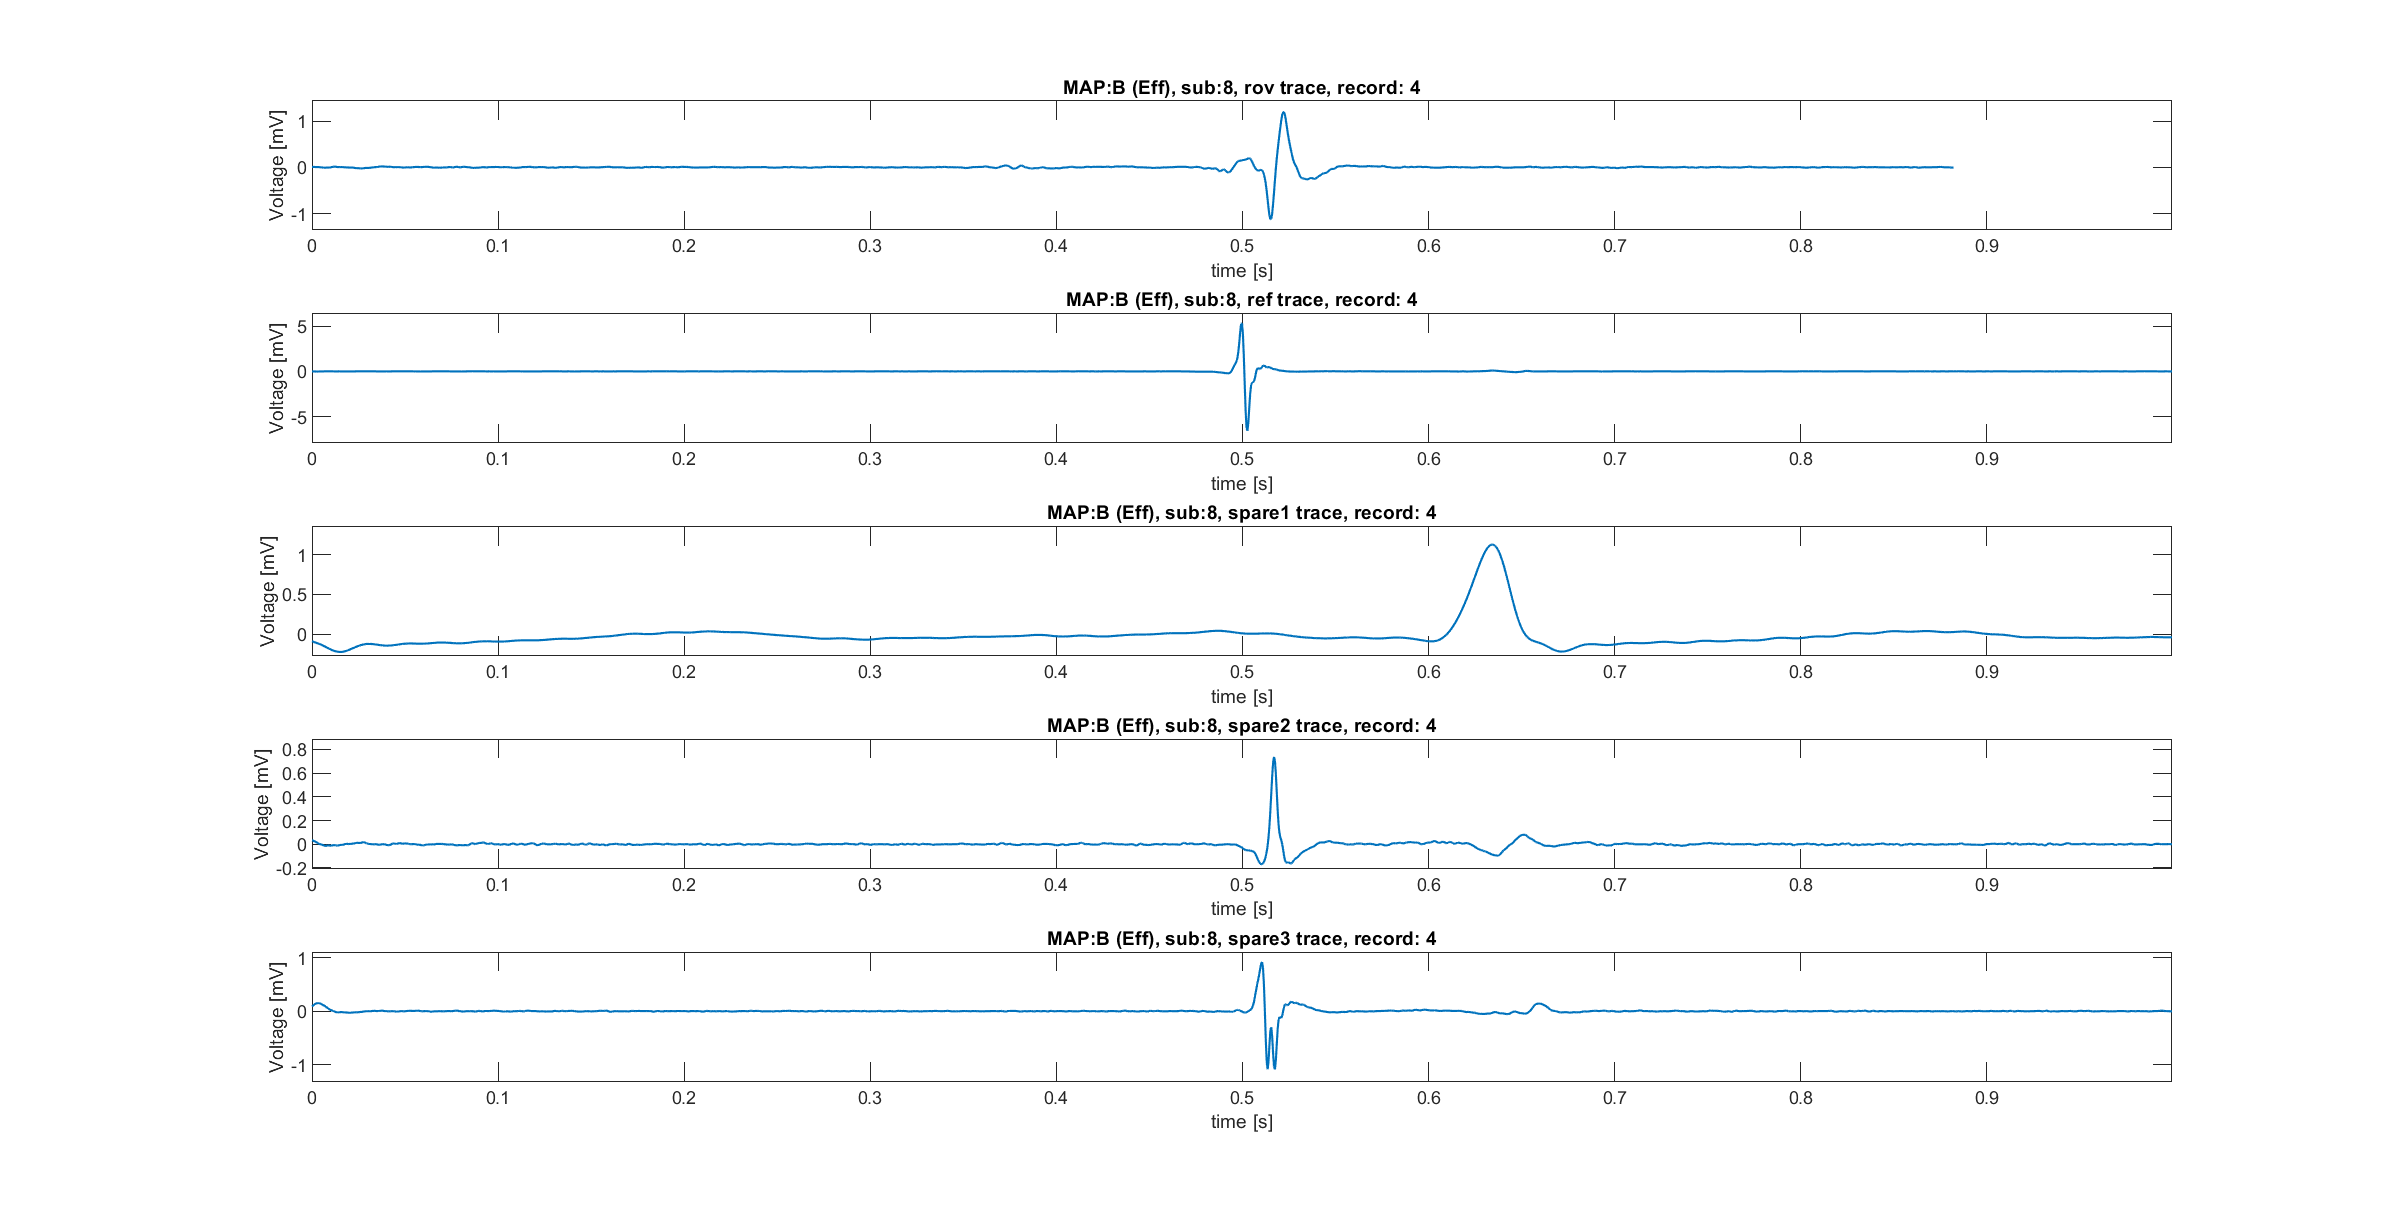 MAP:B (Eff), sub:8, rov trace, record: 4
Voltage [mV]
1
0
-1
0 0.1 0.2 0.3 0.4 0.5 0.6 0.7 0.8 0.9
time [s]
MAP:B (Eff), sub:8, ref trace, record: 4
Voltage [mV]
5
0
-5
0 0.1 0.2 0.3 0.4 0.5 0.6 0.7 0.8 0.9
time [s]
MAP:B (Eff), sub:8, spare1 trace, record: 4
Voltage [mV]
1
0.5
0
0 0.1 0.2 0.3 0.4 0.5 0.6 0.7 0.8 0.9
time [s]
MAP:B (Eff), sub:8, spare2 trace, record: 4
Voltage [mV]
0.8
0.6
0.4
0.2
0
-0.2
0 0.1 0.2 0.3 0.4 0.5 0.6 0.7 0.8 0.9
time [s]
MAP:B (Eff), sub:8, spare3 trace, record: 4
Voltage [mV]
1
0
-1
0 0.1 0.2 0.3 0.4 0.5 0.6 0.7 0.8 0.9
time [s]